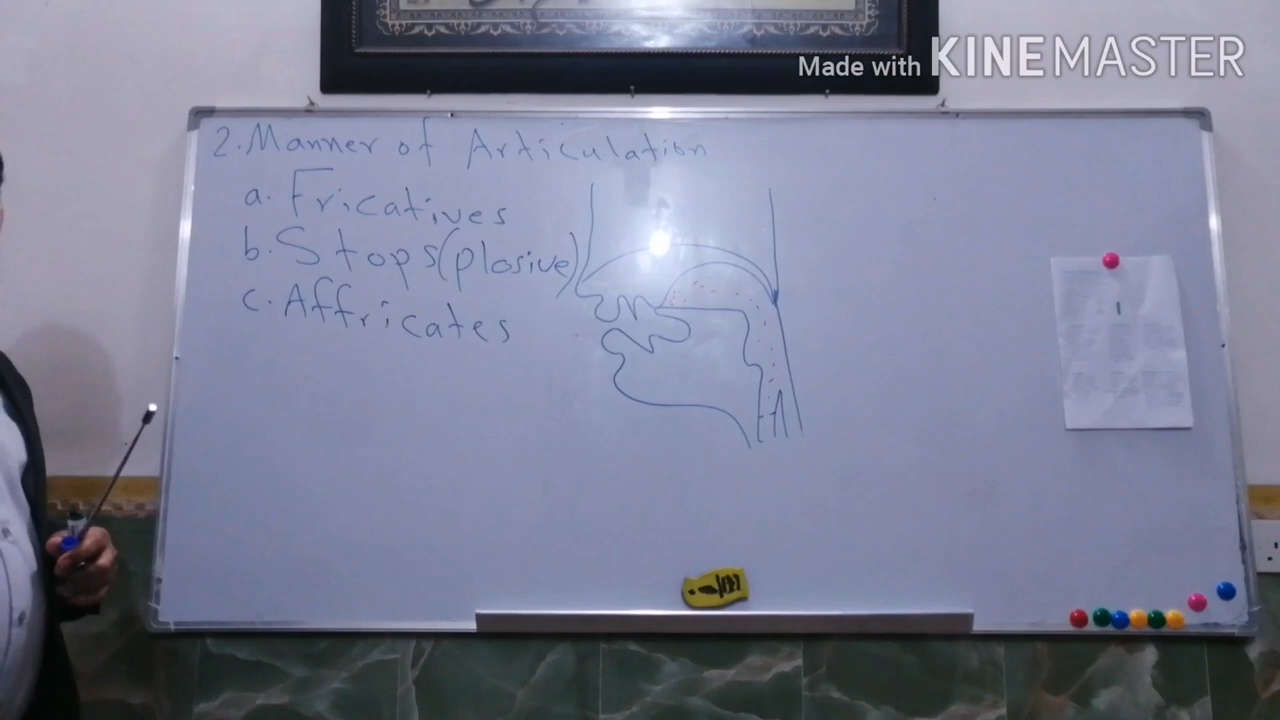 Made with KINEMASTER
2. Manner of Articulation
a. Fricatives
b. Stops (plosive)
c. Affricates